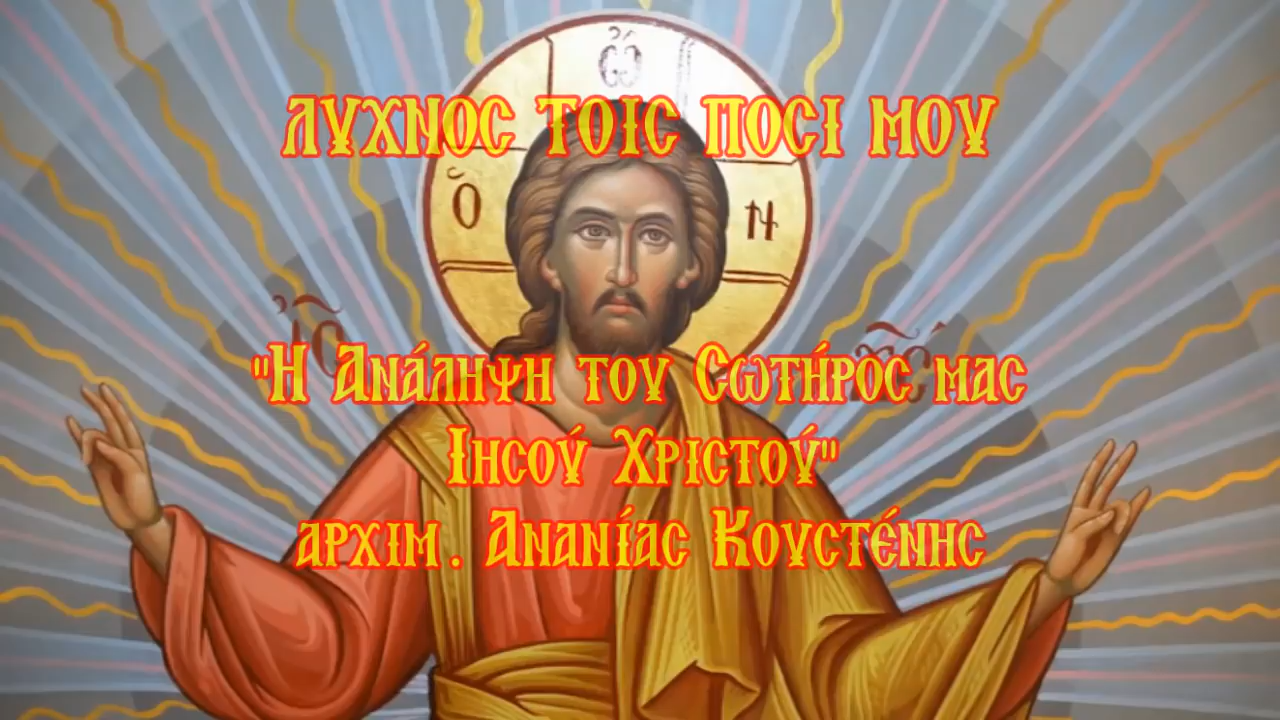 ὁ ὤ Ν
ΛΥΧΝΟΣ ΤΟΙΣ ΠΟΣΙ ΜΟΥ
"Η Ανάληψη του Σωτήρος μας
Ιησού Χριστού"
αρχιμ. Ανανίας Κουστένης